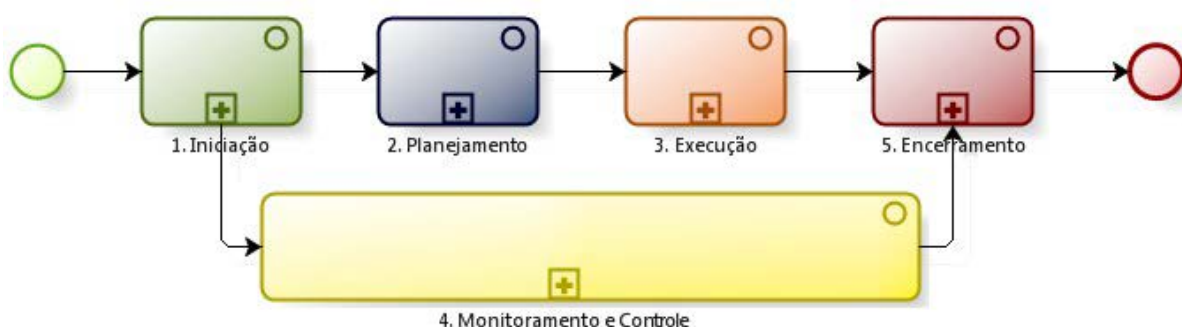 1. Iniciação
2. Planejamento
3. Execução
5. Encerramento
4. Monitoramento e Controle